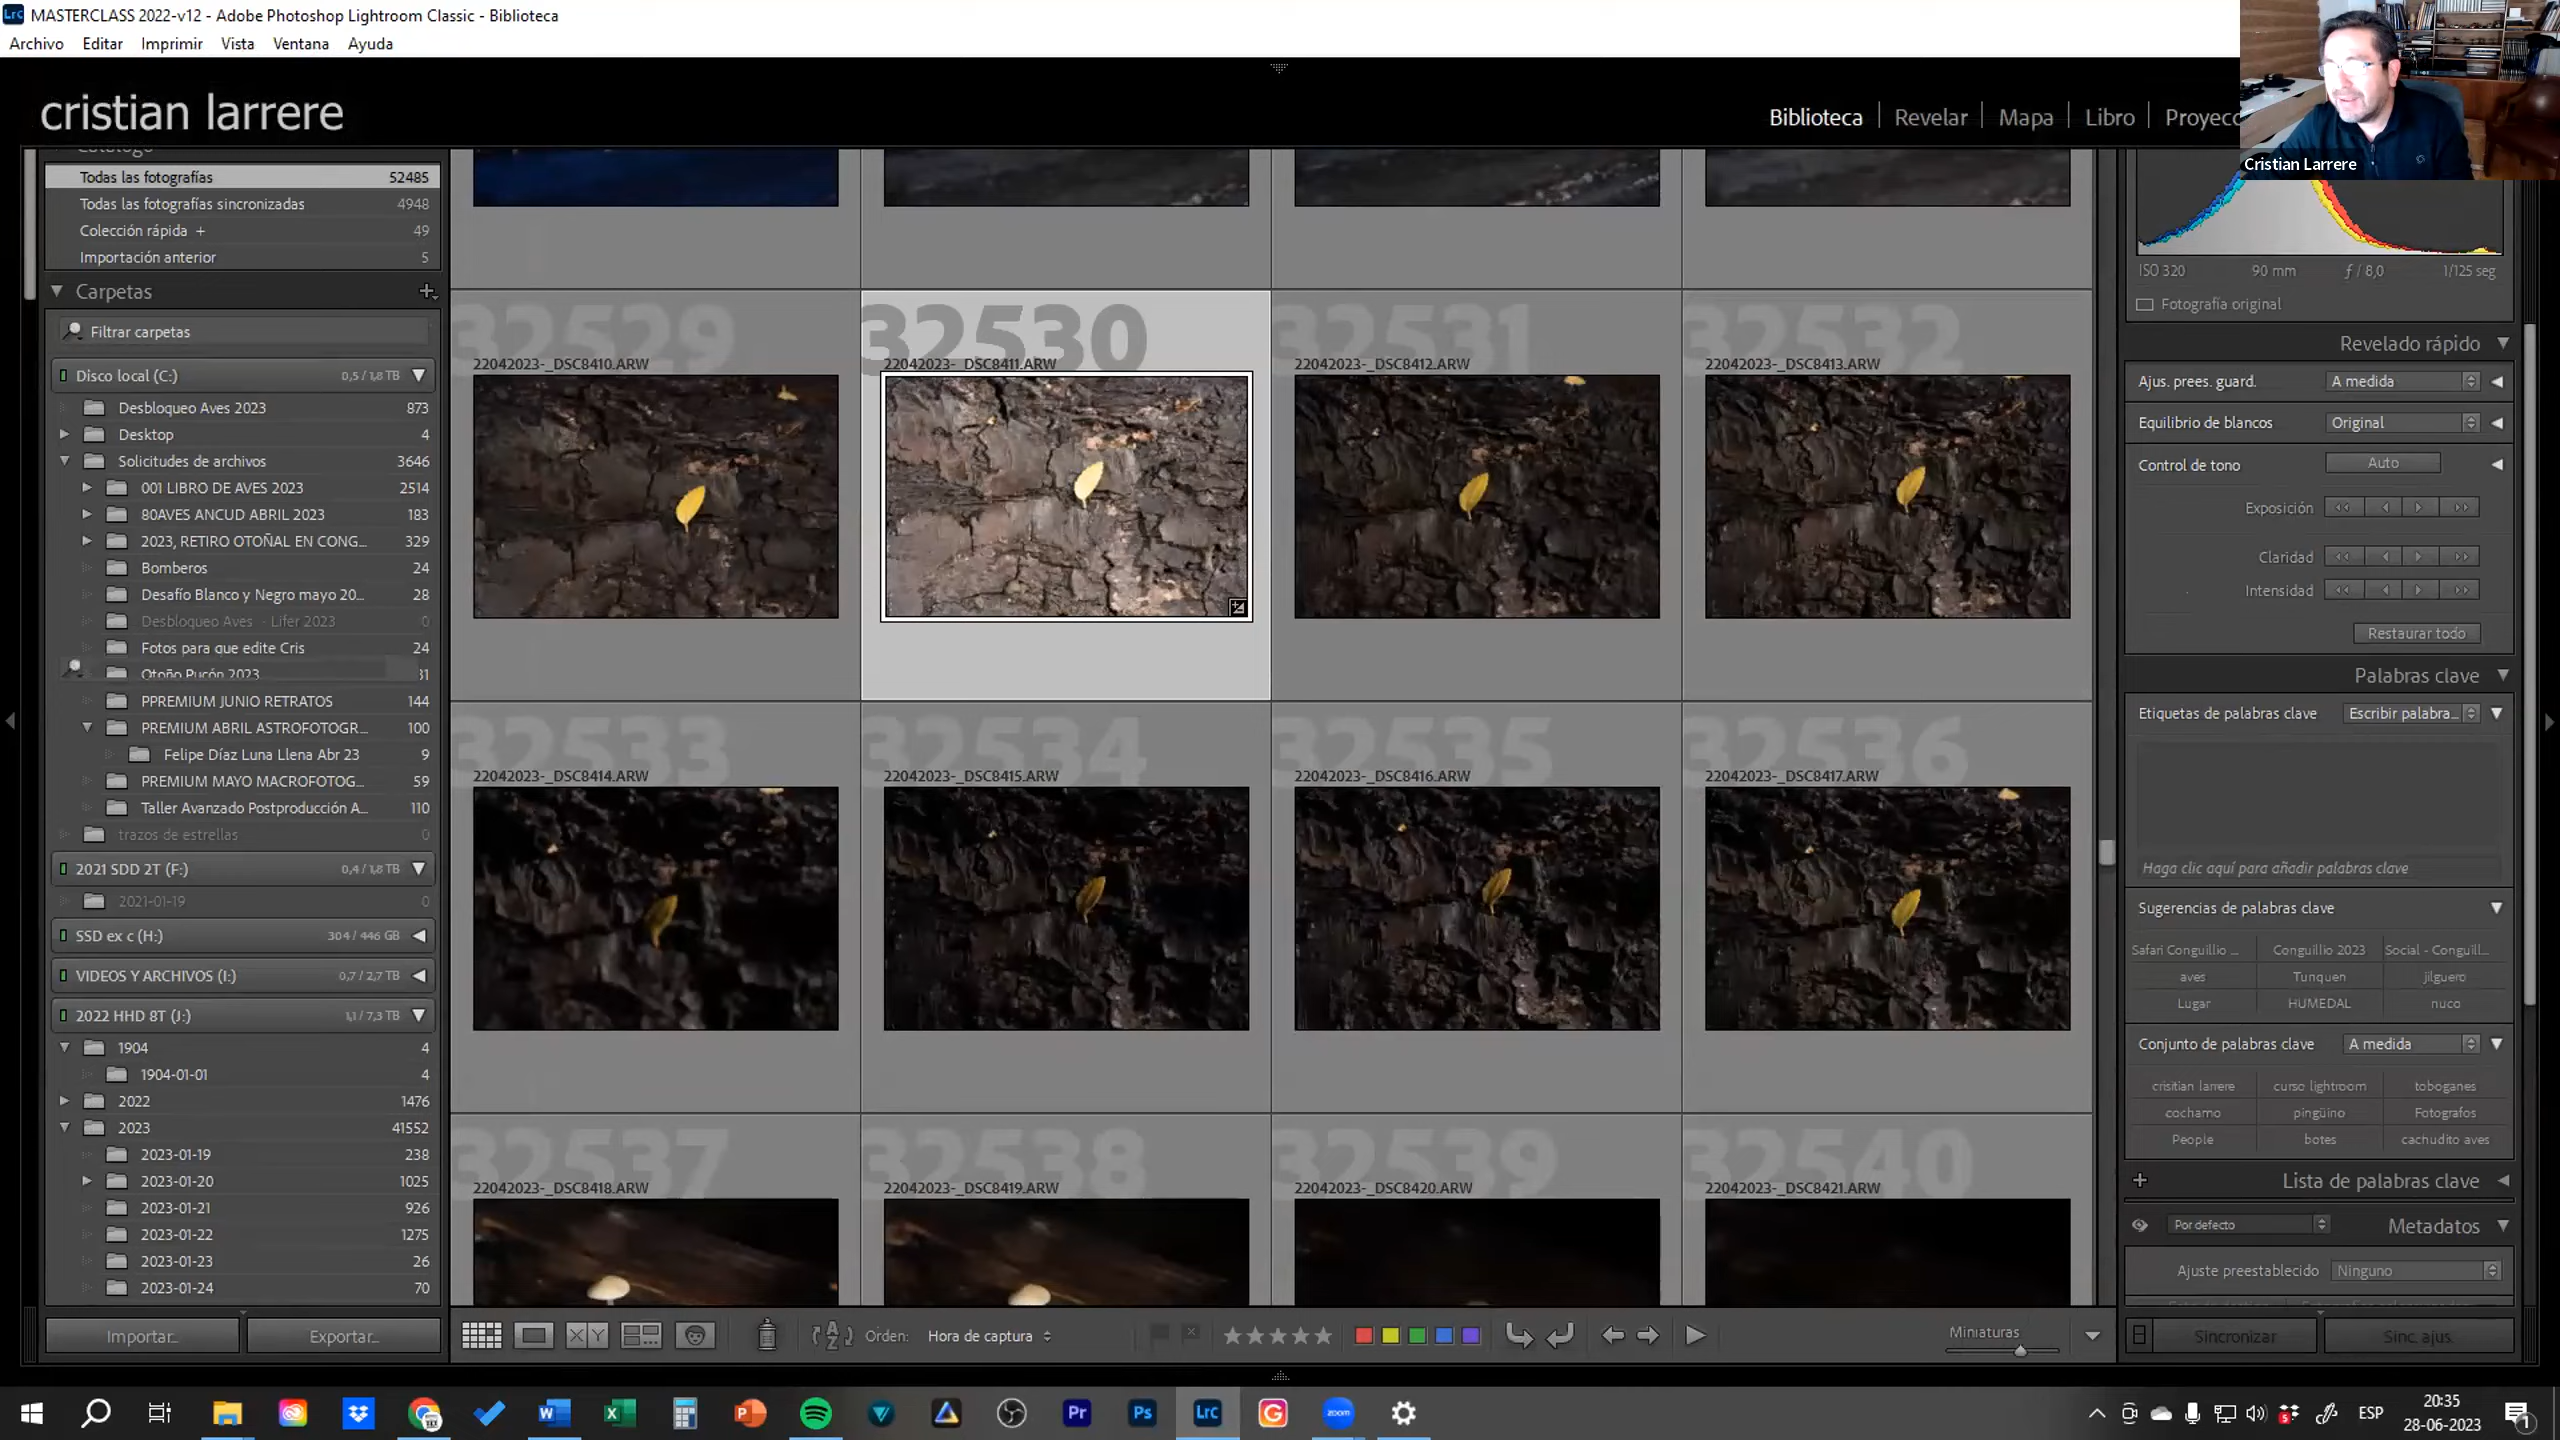 MASTERCLASS 2022-v12 - Adobe Photoshop Lightroom Classic - Biblioteca
Archivo Editar Imprimir Vista Ventana Ayuda
cristian larrere
Biblioteca | Revelar | Mapa | Libro | Proyecc
Cristian Larrere
Catálogo
Todas las fotografías 52485
Todas las fotografías sincronizadas 4948
Colección rápida + 49
Importación anterior 5
Carpetas
Filtrar carpetas
Disco local (C:) 0,5 / 1,8 TB
Desbloqueo Aves 2023 873
Desktop 4
Solicitudes de archivos 3646
001 LIBRO DE AVES 2023 2514
80AVES ANCUD ABRIL 2023 183
2023, RETIRO OTOÑAL EN CONG... 329
Bomberos 24
Desafío Blanco y Negro mayo 20... 28
Desbloqueo Aves - Lifer 2023 0
Fotos para que edite Cris 24
Otoño Pucón 2023 31
PPREMIUM JUNIO RETRATOS 144
PREMIUM ABRIL ASTROFOTOGR... 100
Felipe Díaz Luna Llena Abr 23 9
PREMIUM MAYO MACROFOTOG... 59
Taller Avanzado Postproducción A... 110
trazos de estrellas 0
2021 SDD 2T (F:) 0,4 / 1,8 TB
2021-01-19 0
SSD ex c (H:) 304 / 446 GB
VIDEOS Y ARCHIVOS (I:) 0,7 / 2,7 TB
2022 HHD 8T (J:) 1,1 / 7,3 TB
1904 4
1904-01-01 4
2022 1476
2023 41552
2023-01-19 238
2023-01-20 1025
2023-01-21 926
2023-01-22 1275
2023-01-23 26
2023-01-24 70
Importar... Exportar...
32529 32530 32531 32532
22042023-_DSC8410.ARW 22042023-_DSC8411.ARW 22042023-_DSC8412.ARW 22042023-_DSC8413.ARW
32533 32534 32535 32536
22042023-_DSC8414.ARW 22042023-_DSC8415.ARW 22042023-_DSC8416.ARW 22042023-_DSC8417.ARW
32537 32538 32539 32540
22042023-_DSC8418.ARW 22042023-_DSC8419.ARW 22042023-_DSC8420.ARW 22042023-_DSC8421.ARW
XY Orden: Hora de captura Miniaturas
ISO 320 90 mm ƒ / 8,0 1/125 seg
Fotografía original
Revelado rápido
Ajus. prees. guard. A medida
Equilibrio de blancos Original
Control de tono Auto
Exposición
Claridad
Intensidad
Restaurar todo
Palabras clave
Etiquetas de palabras clave Escribir palabra...
Haga clic aquí para añadir palabras clave
Sugerencias de palabras clave
Safari Conguillio ... Conguillio 2023 Social - Conguill...
aves Tunquen jilguero
Lugar HUMEDAL nuco
Conjunto de palabras clave A medida
crisitian larrere curso lightroom toboganes
cochamo pingüino Fotografos
People botes cachudito aves
Lista de palabras clave
Por defecto Metadatos
Ajuste preestablecido Ninguno
Sincronizar Sinc. ajus.
Pr Ps LrC zoom
ESP
20:35
28-06-2023